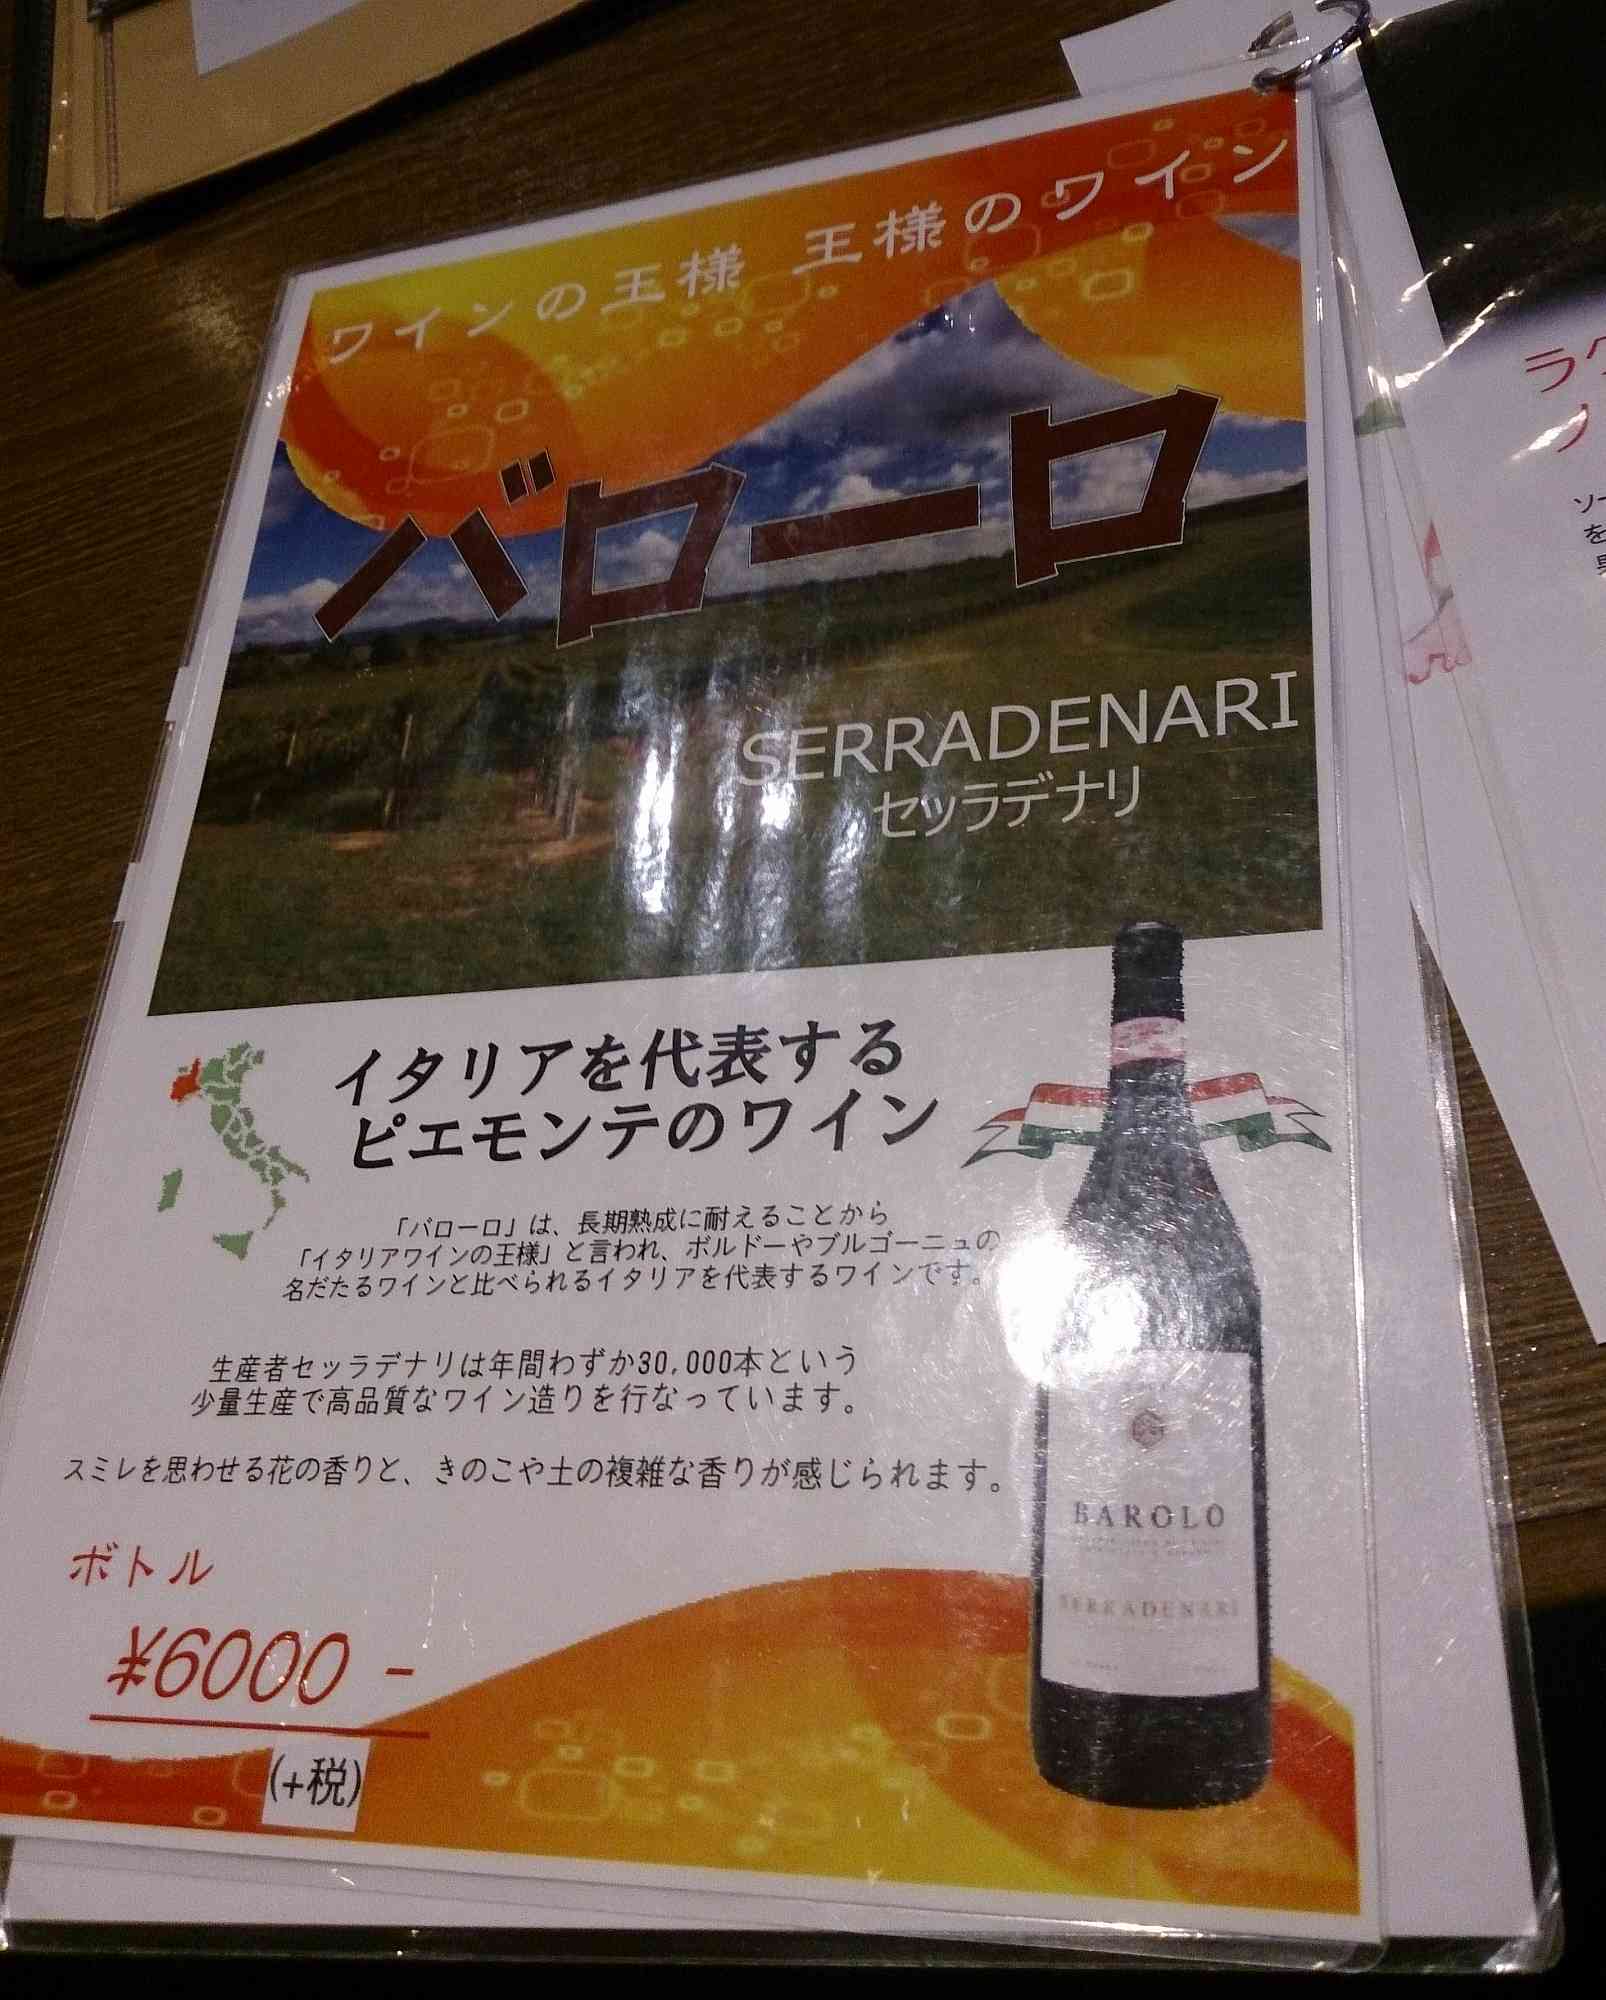 ワインの王様 王様のワイン
バローロ
SERRADENARI
セッラデナリ
イタリアを代表する
ピエモンテのワイン
「バローロ」は、長期熟成に耐えることから
「イタリアワインの王様」と言われ、ボルドーやブルゴーニュの
名だたるワインと比べられるイタリアを代表するワインです。
生産者セッラデナリは年間わずか30,000本という
少量生産で高品質なワイン造りを行なっています。
スミレを思わせる花の香りと、きのこや土の複雑な香りが感じられます。
ボトル
¥6000 -
(+税)
BAROLO
SERRADENARI